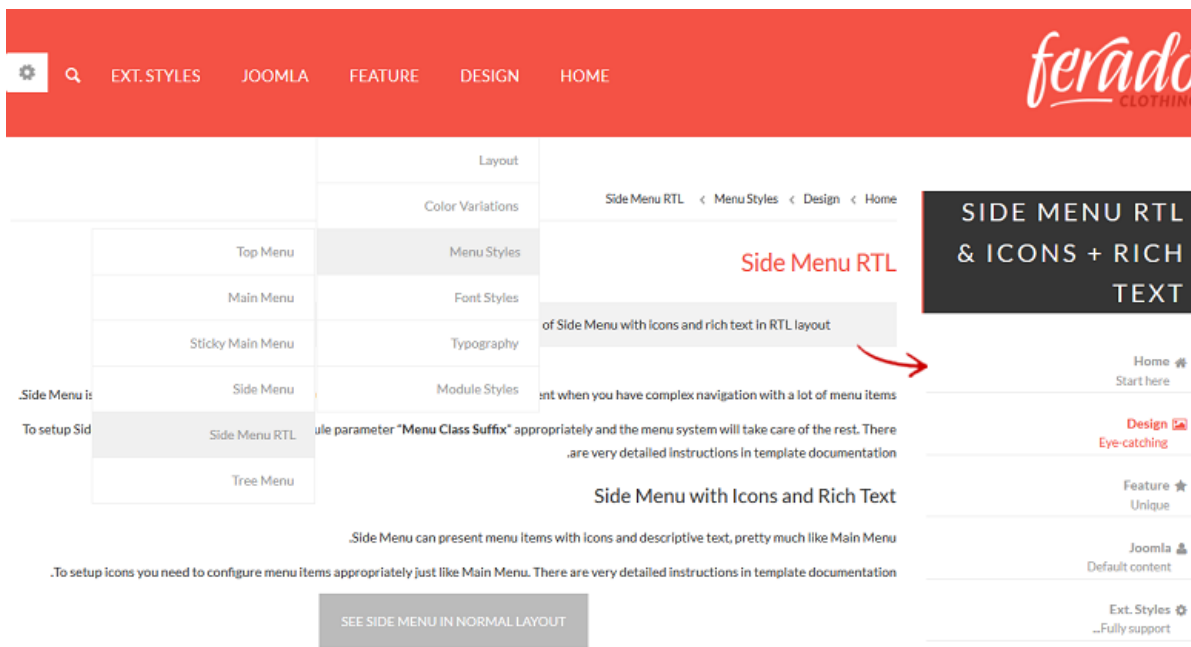 EXT. STYLES JOOMLA FEATURE DESIGN HOME
ferado
CLOTHING
Layout
Color Variations
Menu Styles
Font Styles
Typography
Module Styles
Top Menu
Main Menu
Sticky Main Menu
Side Menu
Side Menu RTL
Tree Menu
Side Menu RTL < Menu Styles < Design < Home
Side Menu RTL
of Side Menu with icons and rich text in RTL layout
.Side Menu is
when you have complex navigation with a lot of menu items
To setup Sid
parameter “Menu Class Suffix” appropriately and the menu system will take care of the rest. There
.are very detailed instructions in template documentation
Side Menu with Icons and Rich Text
.Side Menu can present menu items with icons and descriptive text, pretty much like Main Menu
.To setup icons you need to configure menu items appropriately just like Main Menu. There are very detailed instructions in template documentation
SEE SIDE MENU IN NORMAL LAYOUT
SIDE MENU RTL
& ICONS + RICH
TEXT
Home
Start here
Design
Eye-catching
Feature
Unique
Joomla
Default content
Ext. Styles
...Fully support